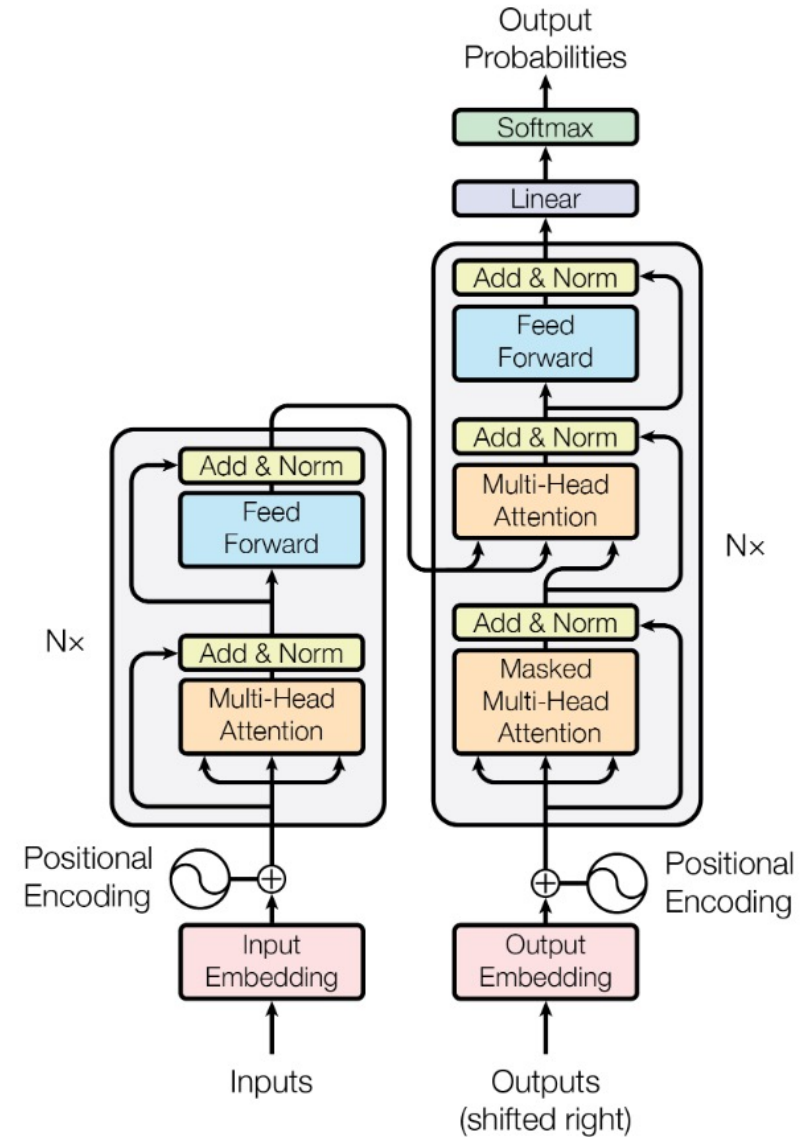 Output
Probabilities
Softmax
Linear
Add & Norm
Feed
Forward
Add & Norm
Multi-Head
Attention
Add & Norm
Masked
Multi-Head
Attention
N×
Add & Norm
Feed
Forward
Add & Norm
Multi-Head
Attention
N×
Positional
Encoding
Positional
Encoding
Input
Embedding
Output
Embedding
Inputs
Outputs
(shifted right)